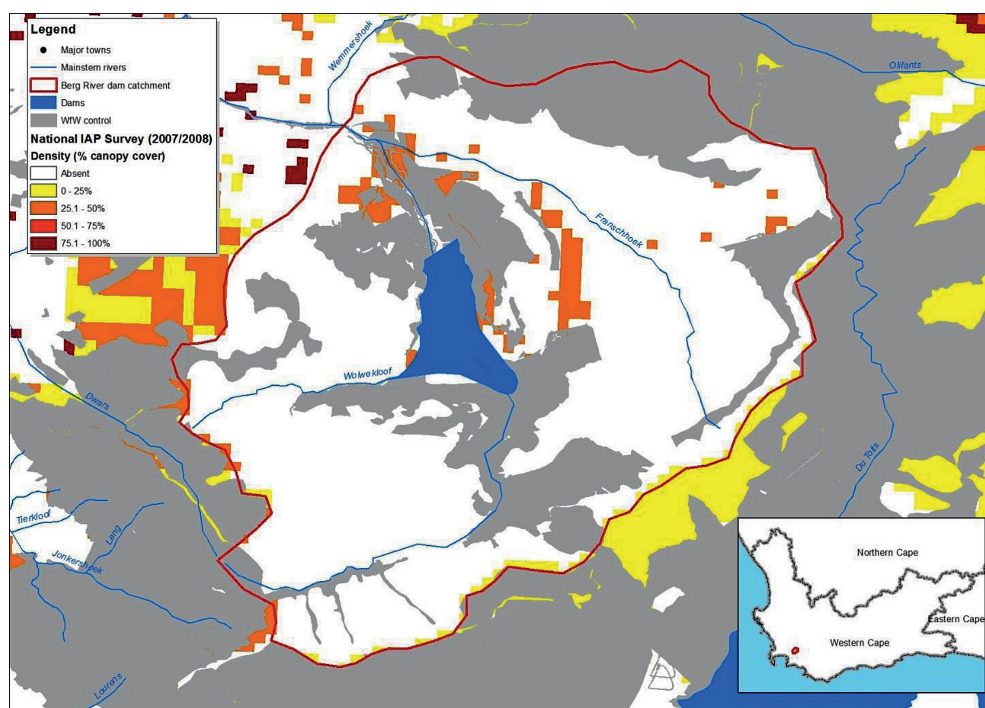 Legend
Major towns
Mainstem rivers
Berg River dam catchment
Dams
WfW control
National IAP Survey (2007/2008)
Density (% canopy cover)
Absent
0 - 25%
25.1 - 50%
50.1 - 75%
75.1 - 100%
Wemmershoek
Olifants
Franschhoek
Wolwekloof
Dwars
Du Toits
Tierkloof
Lang
Jonkershoek
Lourens
Northern Cape
Eastern Cape
Western Cape